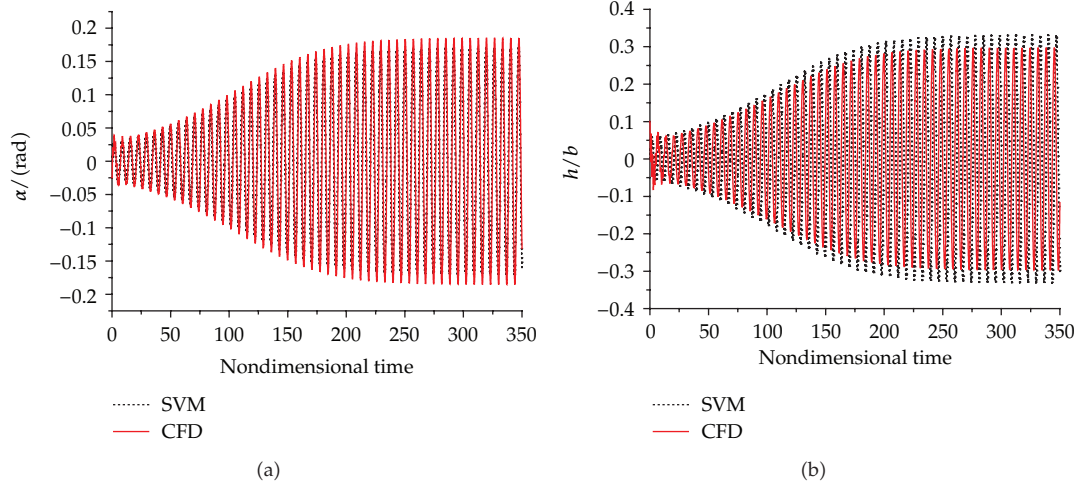 0.2
0.15
0.1
0.05
0
−0.05
−0.1
−0.15
−0.2
α/(rad)
0 50 100 150 200 250 300 350
Nondimensional time
SVM
CFD
(a)
0.4
0.3
0.2
0.1
0
−0.1
−0.2
−0.3
−0.4
h/b
0 50 100 150 200 250 300 350
Nondimensional time
SVM
CFD
(b)